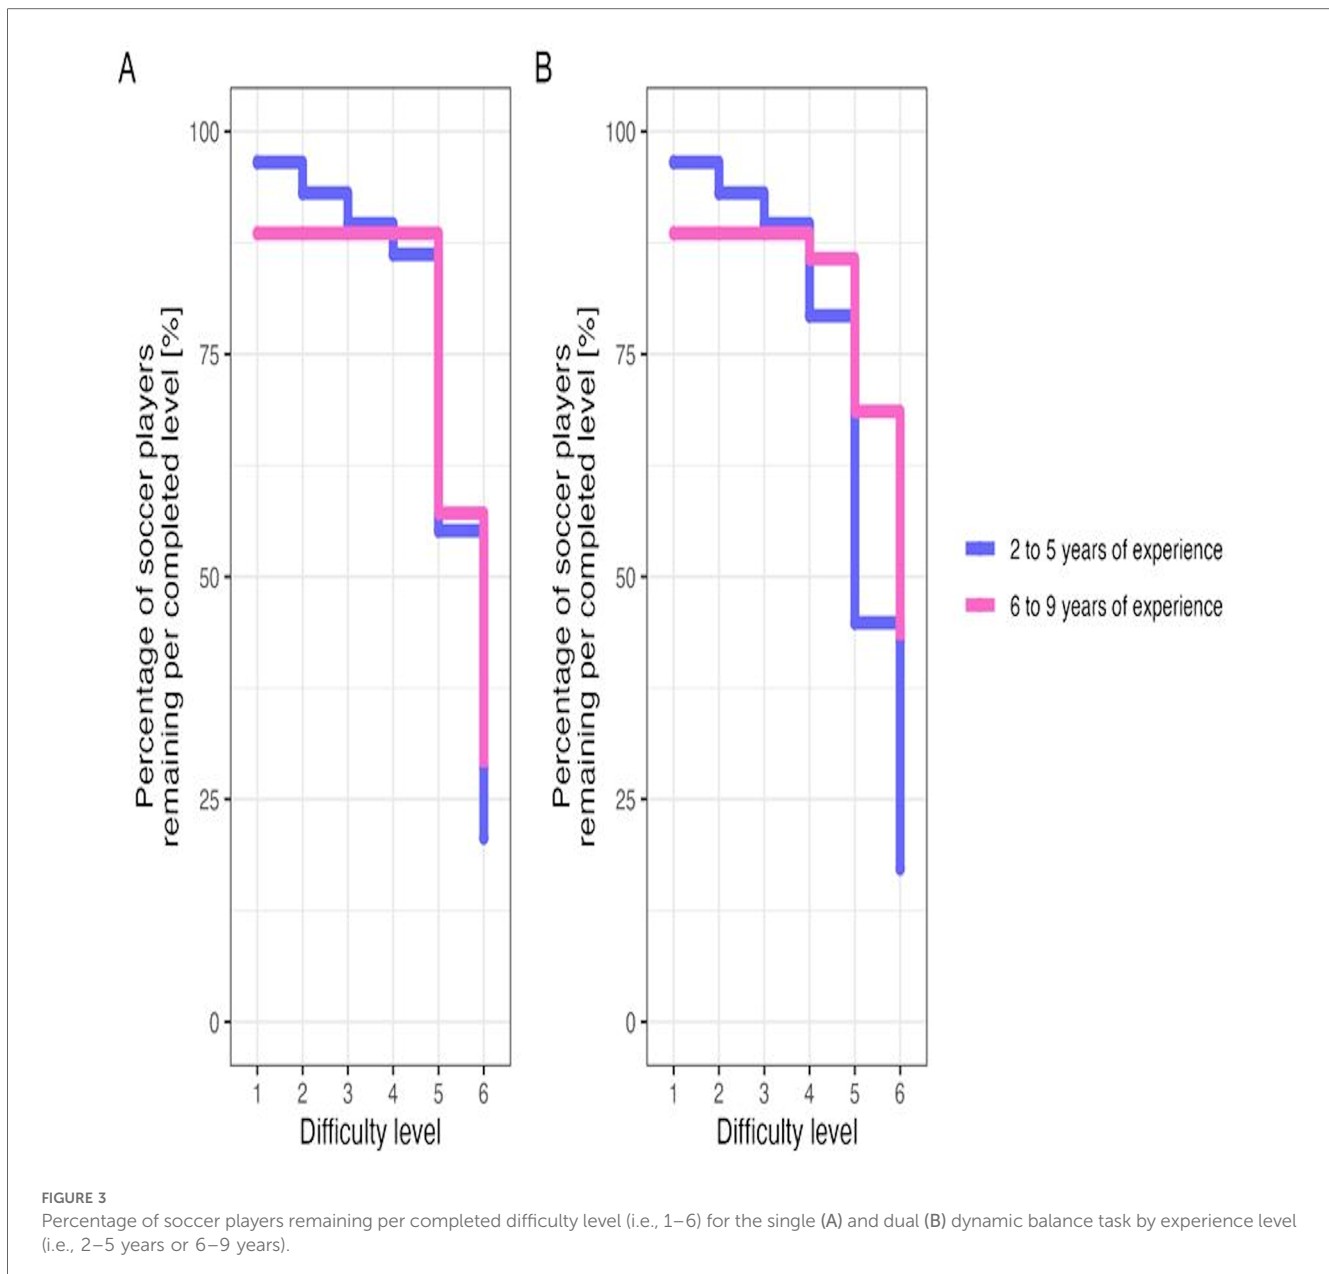 A
B
100
75
50
25
0
Percentage of soccer players
remaining per completed level [%]
1 2 3 4 5 6
Difficulty level
100
75
50
25
0
Percentage of soccer players
remaining per completed level [%]
1 2 3 4 5 6
Difficulty level
2 to 5 years of experience
6 to 9 years of experience
FIGURE 3
Percentage of soccer players remaining per completed difficulty level (i.e., 1–6) for the single (A) and dual (B) dynamic balance task by experience level
(i.e., 2–5 years or 6–9 years).